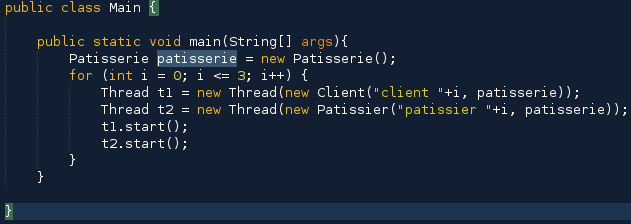 public class Main {
public static void main(String[] args){
Patisserie patisserie = new Patisserie();
for (int i = 0; i <= 3; i++) {
Thread t1 = new Thread(new Client("client "+i, patisserie));
Thread t2 = new Thread(new Patissier("patissier "+i, patisserie));
t1.start();
t2.start();
}
}
}